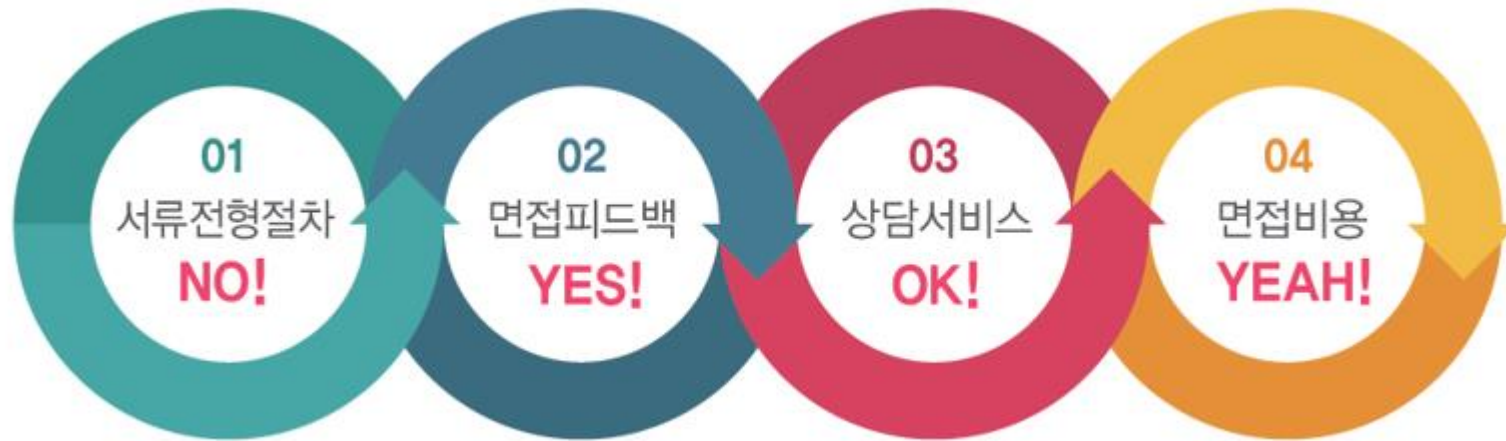 01
서류전형절차
NO!
02
면접피드백
YES!
03
상담서비스
OK!
04
면접비용
YEAH!